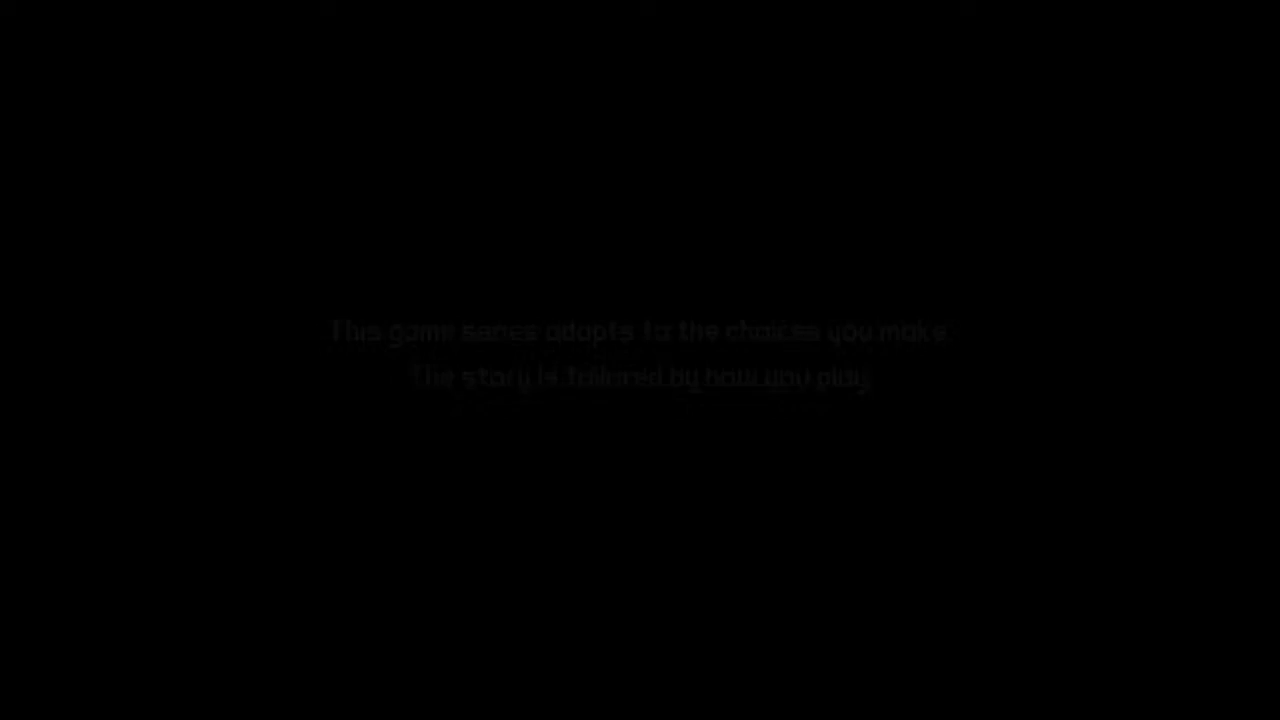 This game series adapts to the choices you make
The story is tailored by how you play